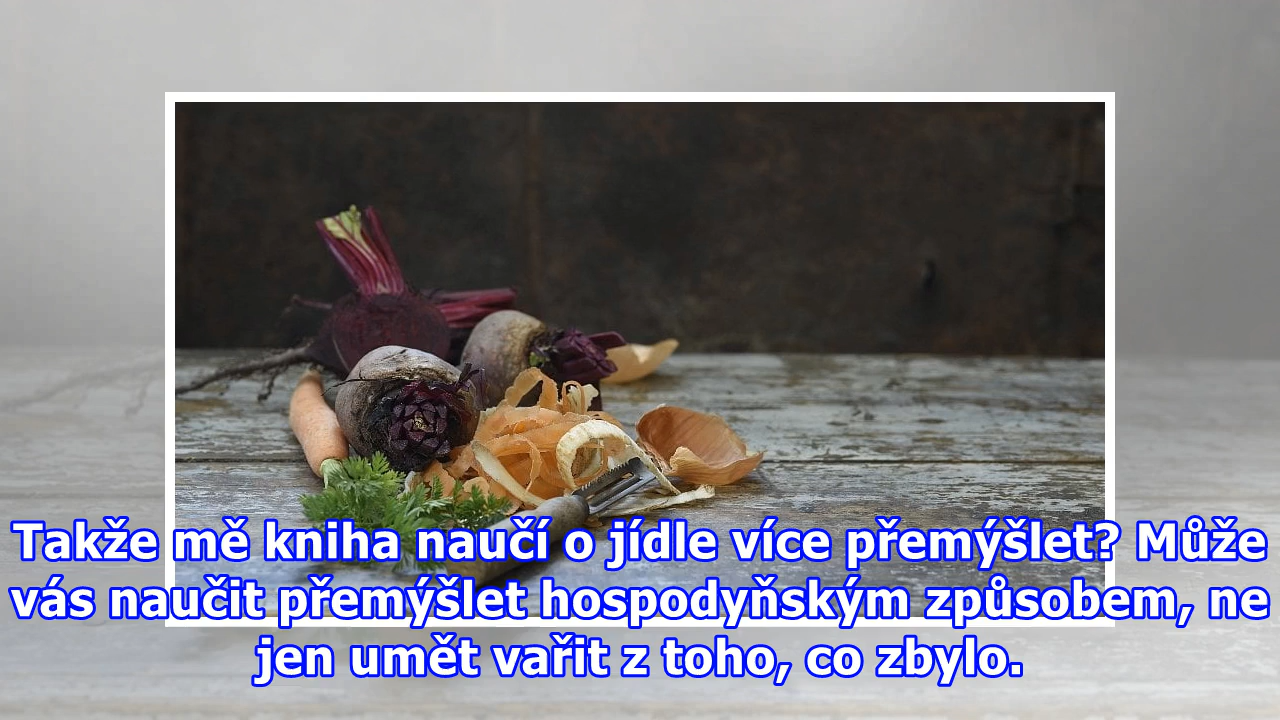 Takže mě kniha naučí o jídle více přemýšlet? Může
vás naučit přemýšlet hospodyňským způsobem, ne
jen umět vařit z toho, co zbylo.